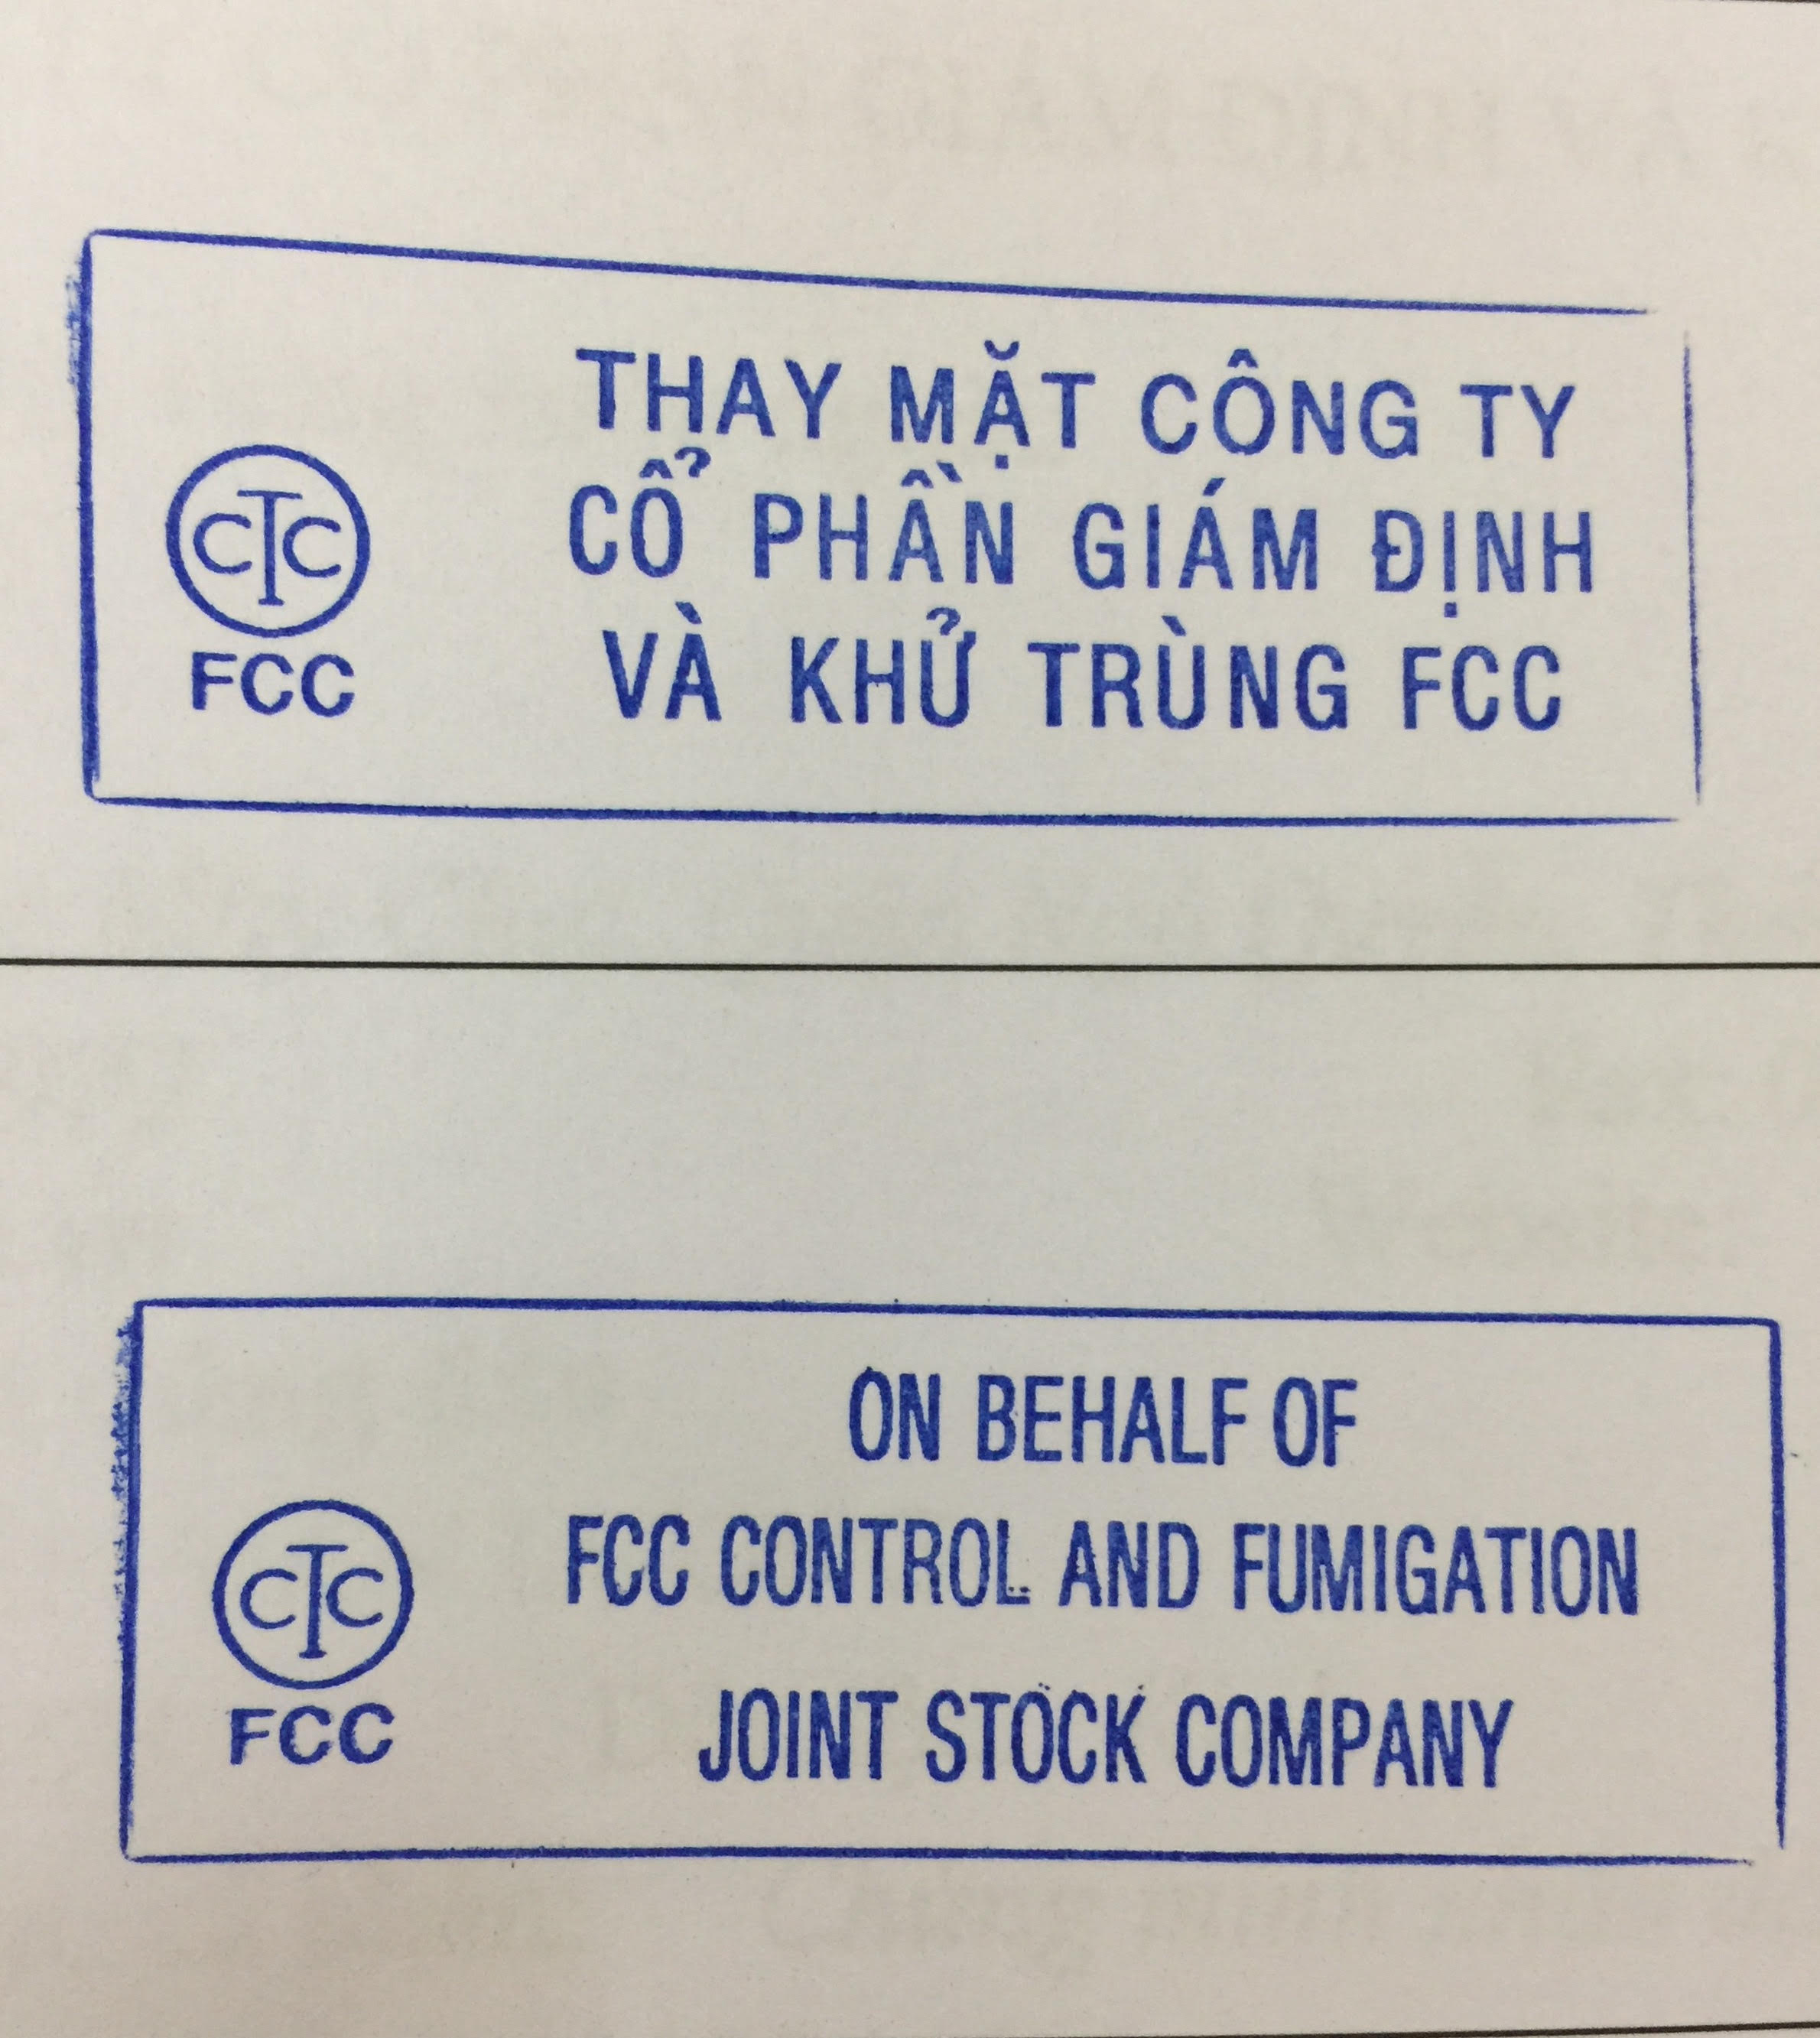 THAY MẶT CÔNG TY
CỔ PHẦN GIÁM ĐỊNH
VÀ KHỬ TRÙNG FCC
CTC
FCC
ON BEHALF OF
FCC CONTROL AND FUMIGATION
JOINT STOCK COMPANY
CTC
FCC